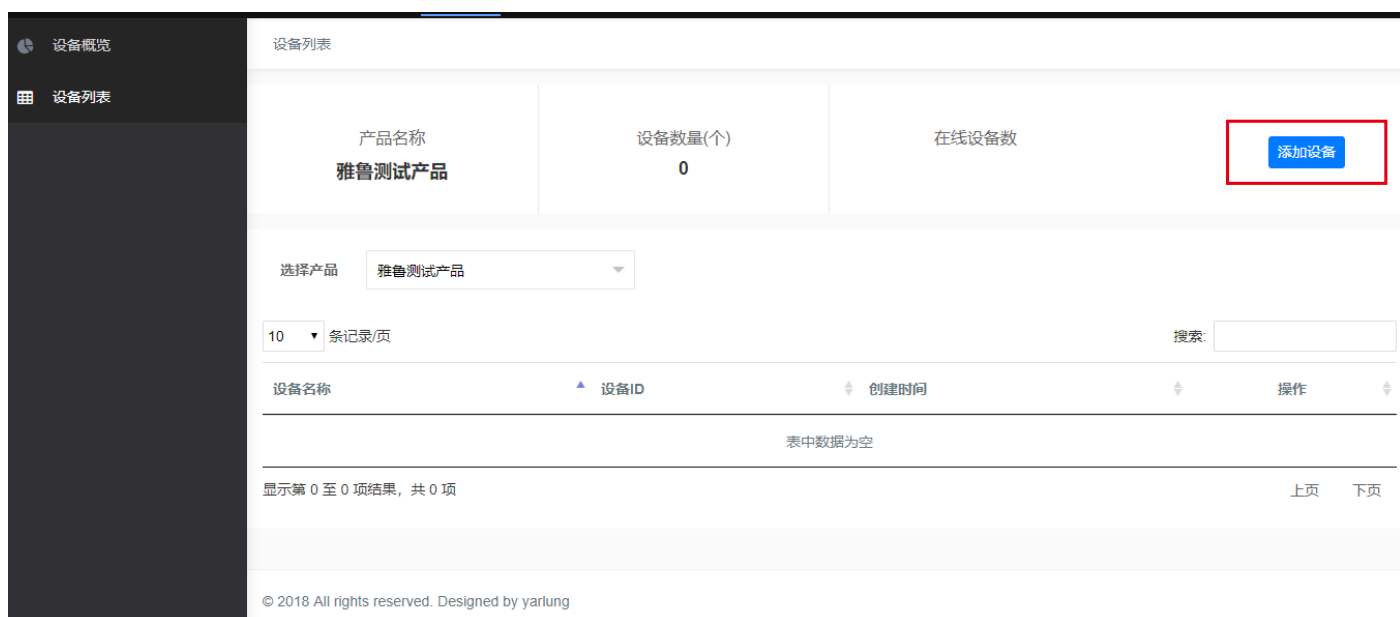 设备概览
设备列表
设备列表
产品名称
雅鲁测试产品
设备数量(个)
0
在线设备数
添加设备
选择产品 雅鲁测试产品
10 条记录/页 搜索:
设备名称 设备ID 创建时间 操作
表中数据为空
显示第 0 至 0 项结果，共 0 项 上页 下页
© 2018 All rights reserved. Designed by yarlung